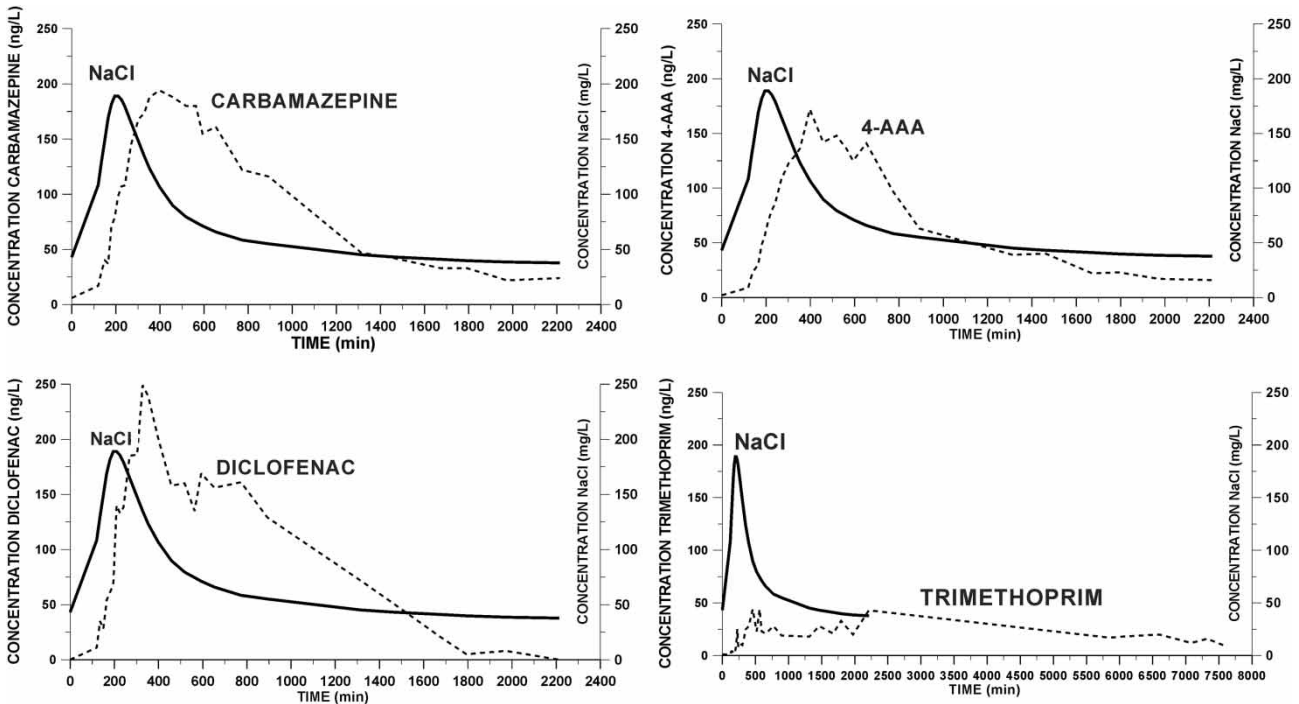 CONCENTRATION CARBAMAZEPINE (ng/L)
250
200
150
100
50
0
NaCl
CARBAMAZEPINE
250
200
150
100
50
0
CONCENTRATION NaCl (mg/L)
0 200 400 600 800 1000 1200 1400 1600 1800 2000 2200 2400
TIME (min)
CONCENTRATION 4-AAA (ng/L)
250
200
150
100
50
0
NaCl
4-AAA
250
200
150
100
50
0
CONCENTRATION NaCl (mg/L)
0 200 400 600 800 1000 1200 1400 1600 1800 2000 2200 2400
TIME (min)
CONCENTRATION DICLOFENAC (ng/L)
250
200
150
100
50
0
NaCl
DICLOFENAC
250
200
150
100
50
0
CONCENTRATION NaCl (mg/L)
0 200 400 600 800 1000 1200 1400 1600 1800 2000 2200 2400
TIME (min)
CONCENTRATION TRIMETHOPRIM (ng/L)
250
200
150
100
50
0
NaCl
TRIMETHOPRIM
250
200
150
100
50
0
CONCENTRATION NaCl (mg/L)
0 500 1000 1500 2000 2500 3000 3500 4000 4500 5000 5500 6000 6500 7000 7500 8000
TIME (min)